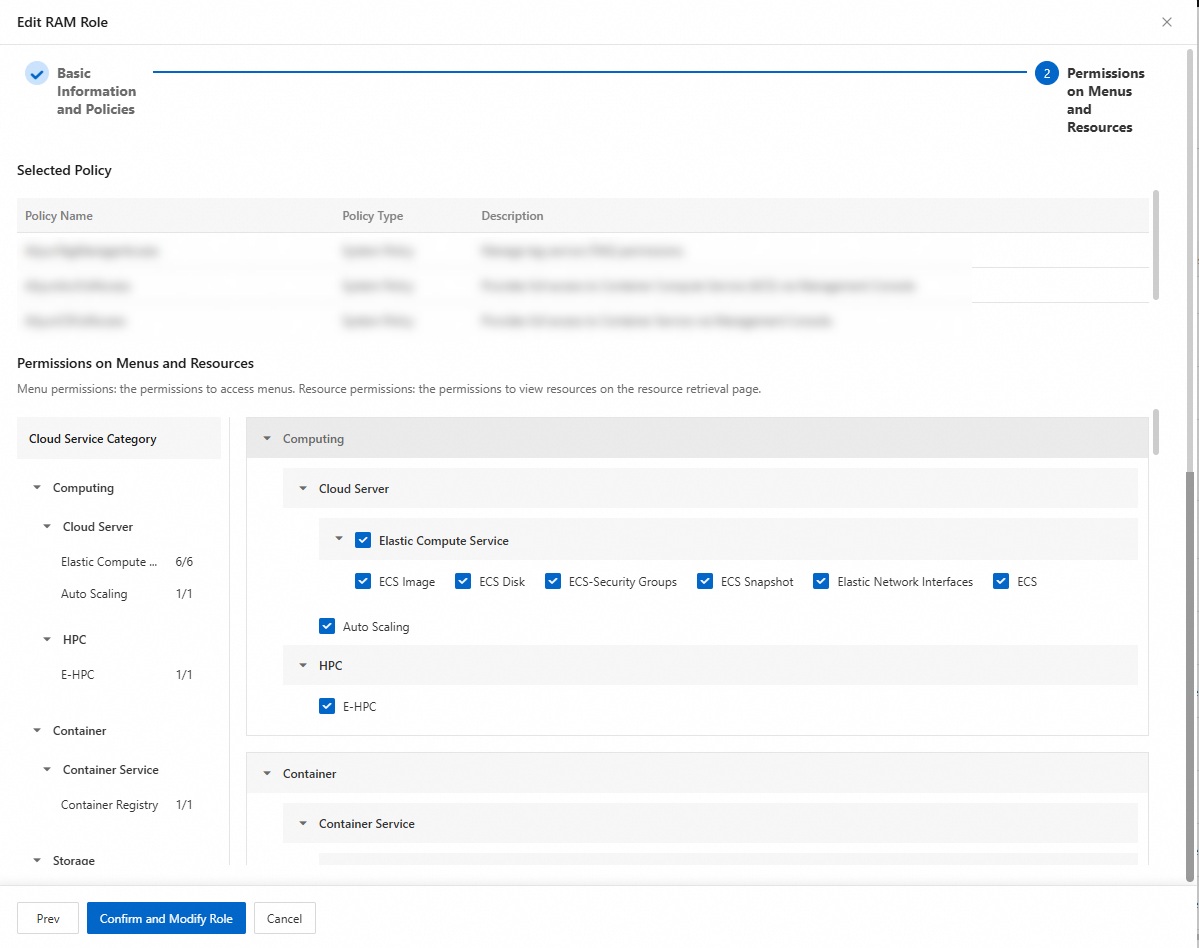 Edit RAM Role
Basic
Information
and Policies
2
Permissions
on Menus
and
Resources
Selected Policy
Policy Name Policy Type Description
Permissions on Menus and Resources
Menu permissions: the permissions to access menus. Resource permissions: the permissions to view resources on the resource retrieval page.
Cloud Service Category
Computing
Cloud Server
Elastic Compute ... 6/6
Auto Scaling 1/1
HPC
E-HPC 1/1
Container
Container Service
Container Registry 1/1
Storage
Computing
Cloud Server
Elastic Compute Service
ECS Image ECS Disk ECS-Security Groups ECS Snapshot Elastic Network Interfaces ECS
Auto Scaling
HPC
E-HPC
Container
Container Service
Prev Confirm and Modify Role Cancel